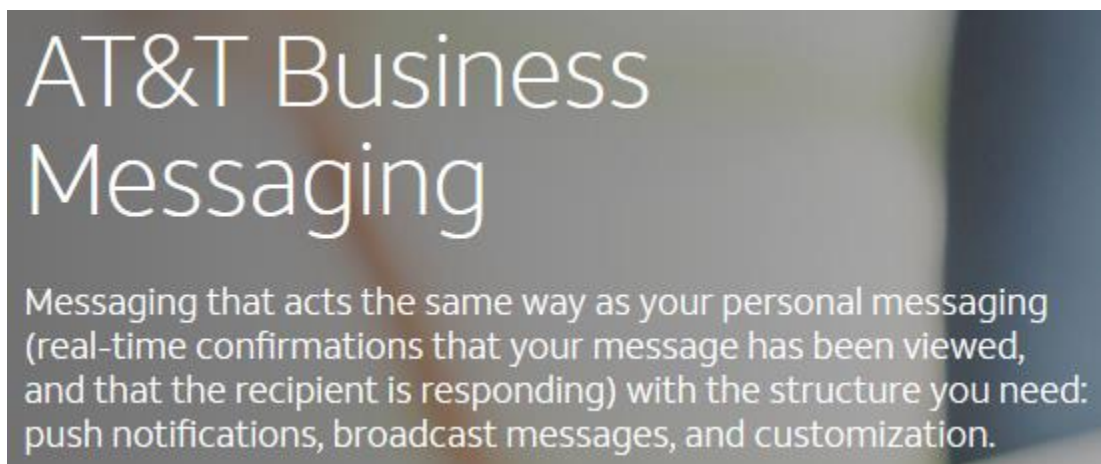 AT&T Business
Messaging
Messaging that acts the same way as your personal messaging
(real-time confirmations that your message has been viewed,
and that the recipient is responding) with the structure you need:
push notifications, broadcast messages, and customization.